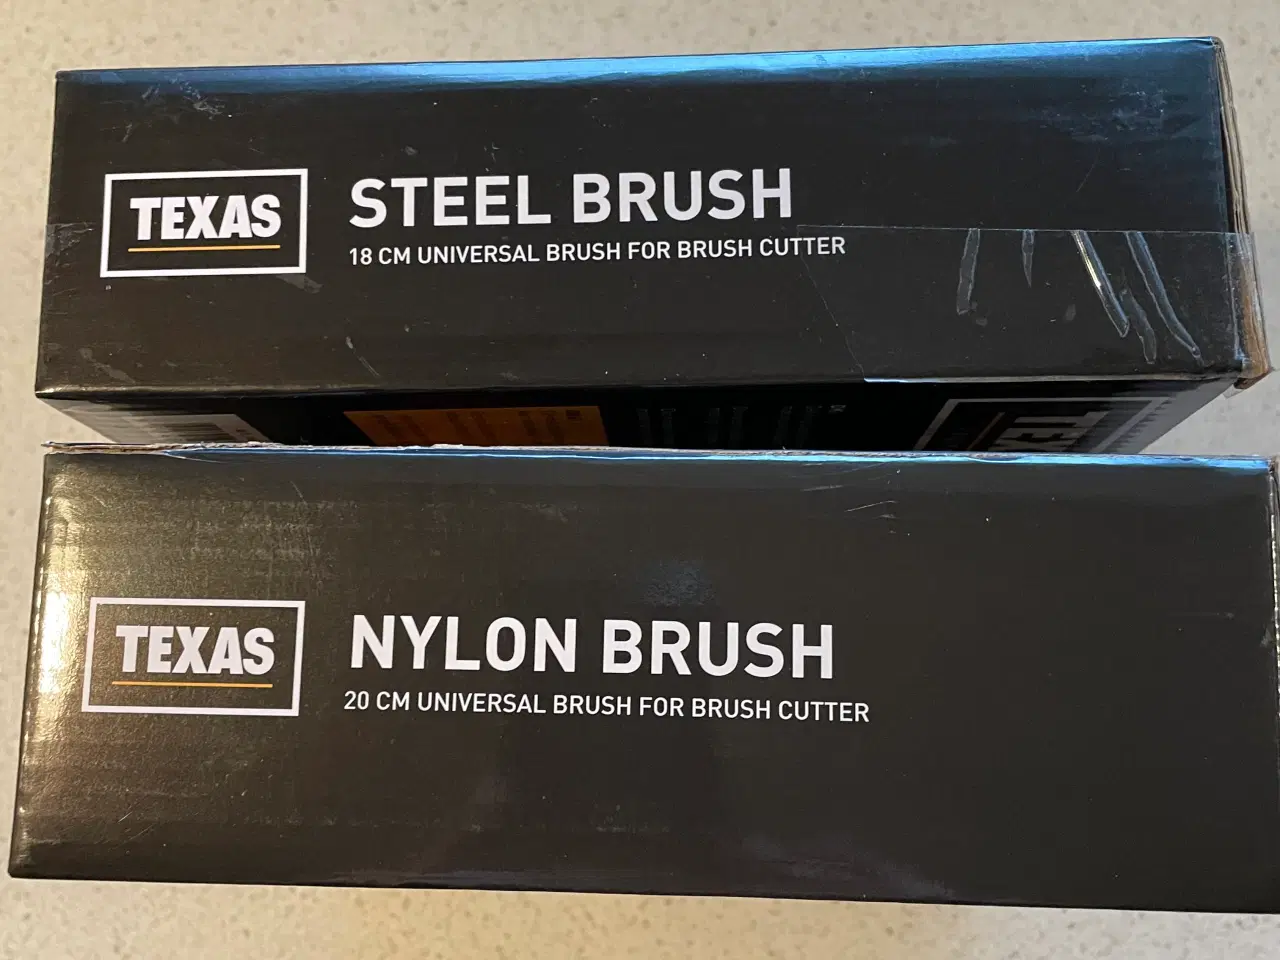 TEXAS
STEEL BRUSH
18 CM UNIVERSAL BRUSH FOR BRUSH CUTTER
TEXAS
NYLON BRUSH
20 CM UNIVERSAL BRUSH FOR BRUSH CUTTER